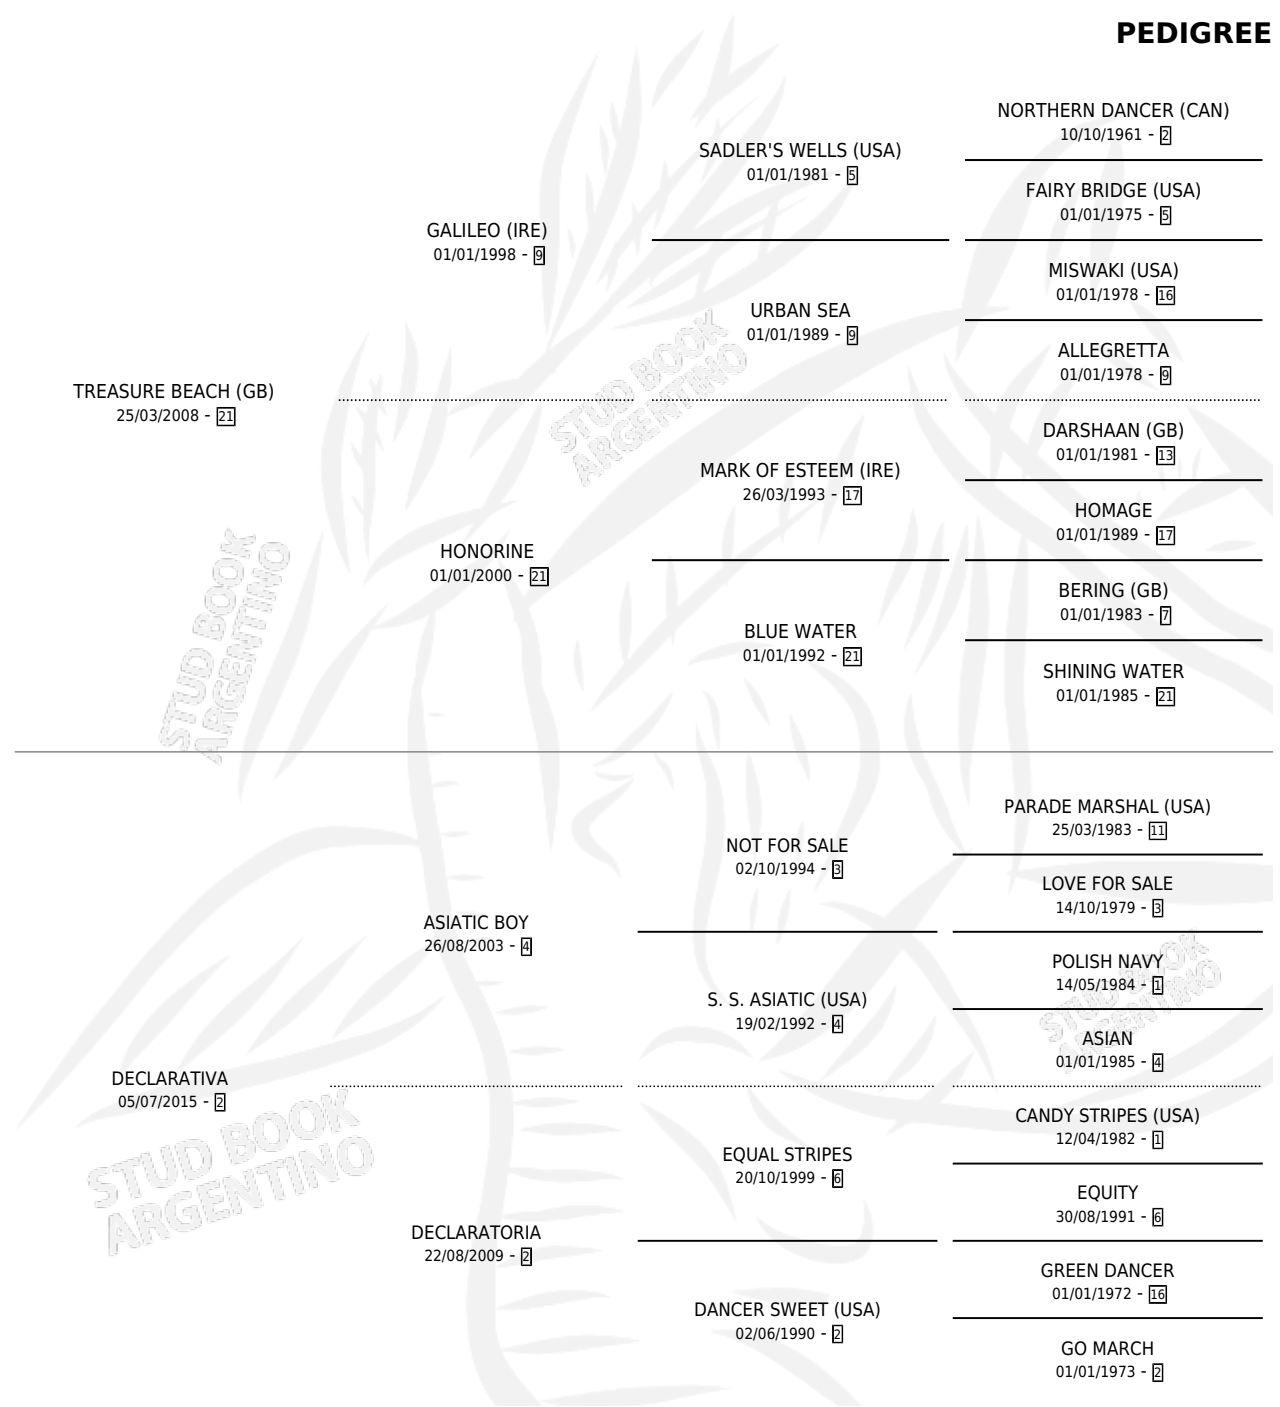 PEDIGREE
NORTHERN DANCER (CAN)
10/10/1961 - 2
SADLER'S WELLS (USA)
01/01/1981 - 5
FAIRY BRIDGE (USA)
01/01/1975 - 5
GALILEO (IRE)
01/01/1998 - 9
MISWAKI (USA)
01/01/1978 - 16
URBAN SEA
01/01/1989 - 9
ALLEGRETTA
01/01/1978 - 9
TREASURE BEACH (GB)
25/03/2008 - 21
DARSHAAN (GB)
01/01/1981 - 13
MARK OF ESTEEM (IRE)
26/03/1993 - 17
HOMAGE
01/01/1989 - 17
HONORINE
01/01/2000 - 21
BERING (GB)
01/01/1983 - 7
BLUE WATER
01/01/1992 - 21
SHINING WATER
01/01/1985 - 21
PARADE MARSHAL (USA)
25/03/1983 - 11
NOT FOR SALE
02/10/1994 - 3
LOVE FOR SALE
14/10/1979 - 3
ASIATIC BOY
26/08/2003 - 4
POLISH NAVY
14/05/1984 - 1
S. S. ASIATIC (USA)
19/02/1992 - 4
ASIAN
01/01/1985 - 4
DECLARATIVA
05/07/2015 - 2
CANDY STRIPES (USA)
12/04/1982 - 1
EQUAL STRIPES
20/10/1999 - 6
EQUITY
30/08/1991 - 6
DECLARATORIA
22/08/2009 - 2
GREEN DANCER
01/01/1972 - 16
DANCER SWEET (USA)
02/06/1990 - 2
GO MARCH
01/01/1973 - 2
STUD BOOK
ARGENTINO
STUD BOOK
ARGENTINO
STUD BOOK
ARGENTINO
STUD BOOK
ARGENTINO